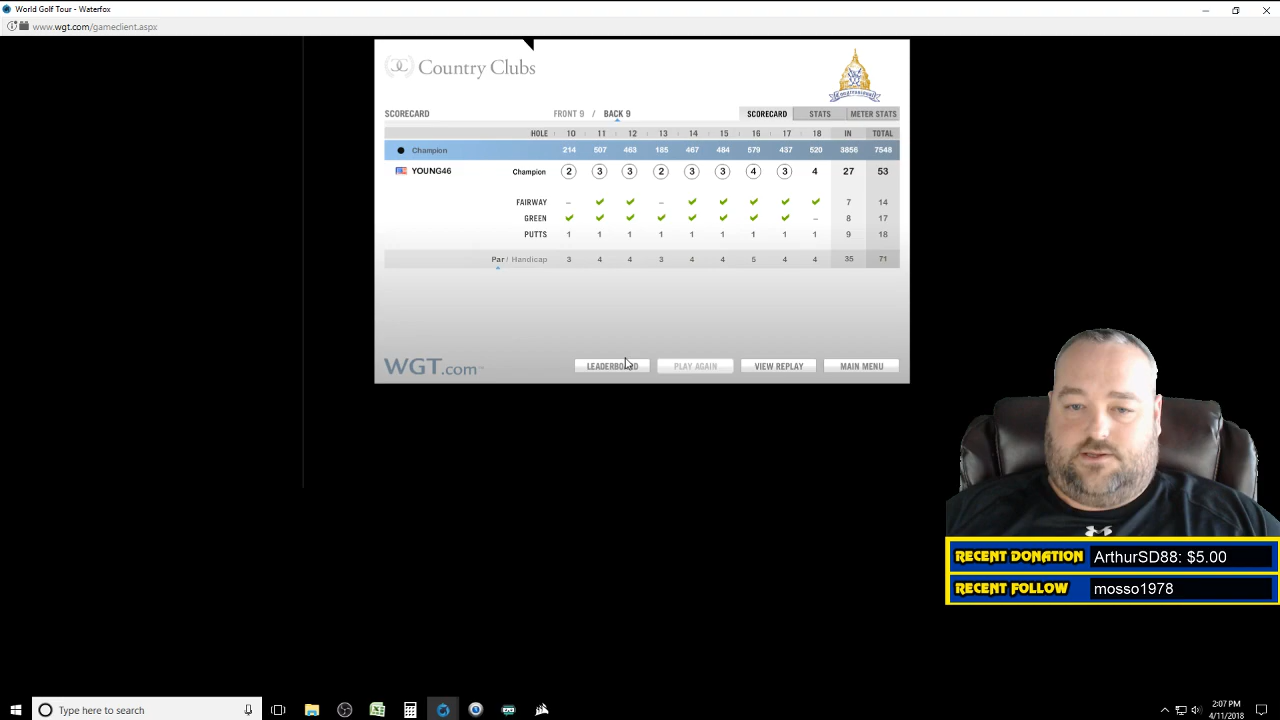 World Golf Tour - Waterfox
www.wgt.com/gameclient.aspx
Country Clubs
SCORECARD FRONT 9 / BACK 9 SCORECARD STATS METER STATS
HOLE 10 11 12 13 14 15 16 17 18 IN TOTAL
Champion 214 507 463 185 467 484 579 437 520 3856 7548
YOUNG46 Champion 2 3 3 2 3 3 4 3 4 27 53
FAIRWAY – – 7 14
GREEN – 8 17
PUTTS 1 1 1 1 1 1 1 1 1 9 18
Par / Handicap 3 4 4 3 4 4 5 4 4 35 71
WGT.com LEADERBOARD PLAY AGAIN VIEW REPLAY MAIN MENU
RECENT DONATION ArthurSD88: $5.00
RECENT FOLLOW mosso1978
Type here to search
2:07 PM
4/11/2018